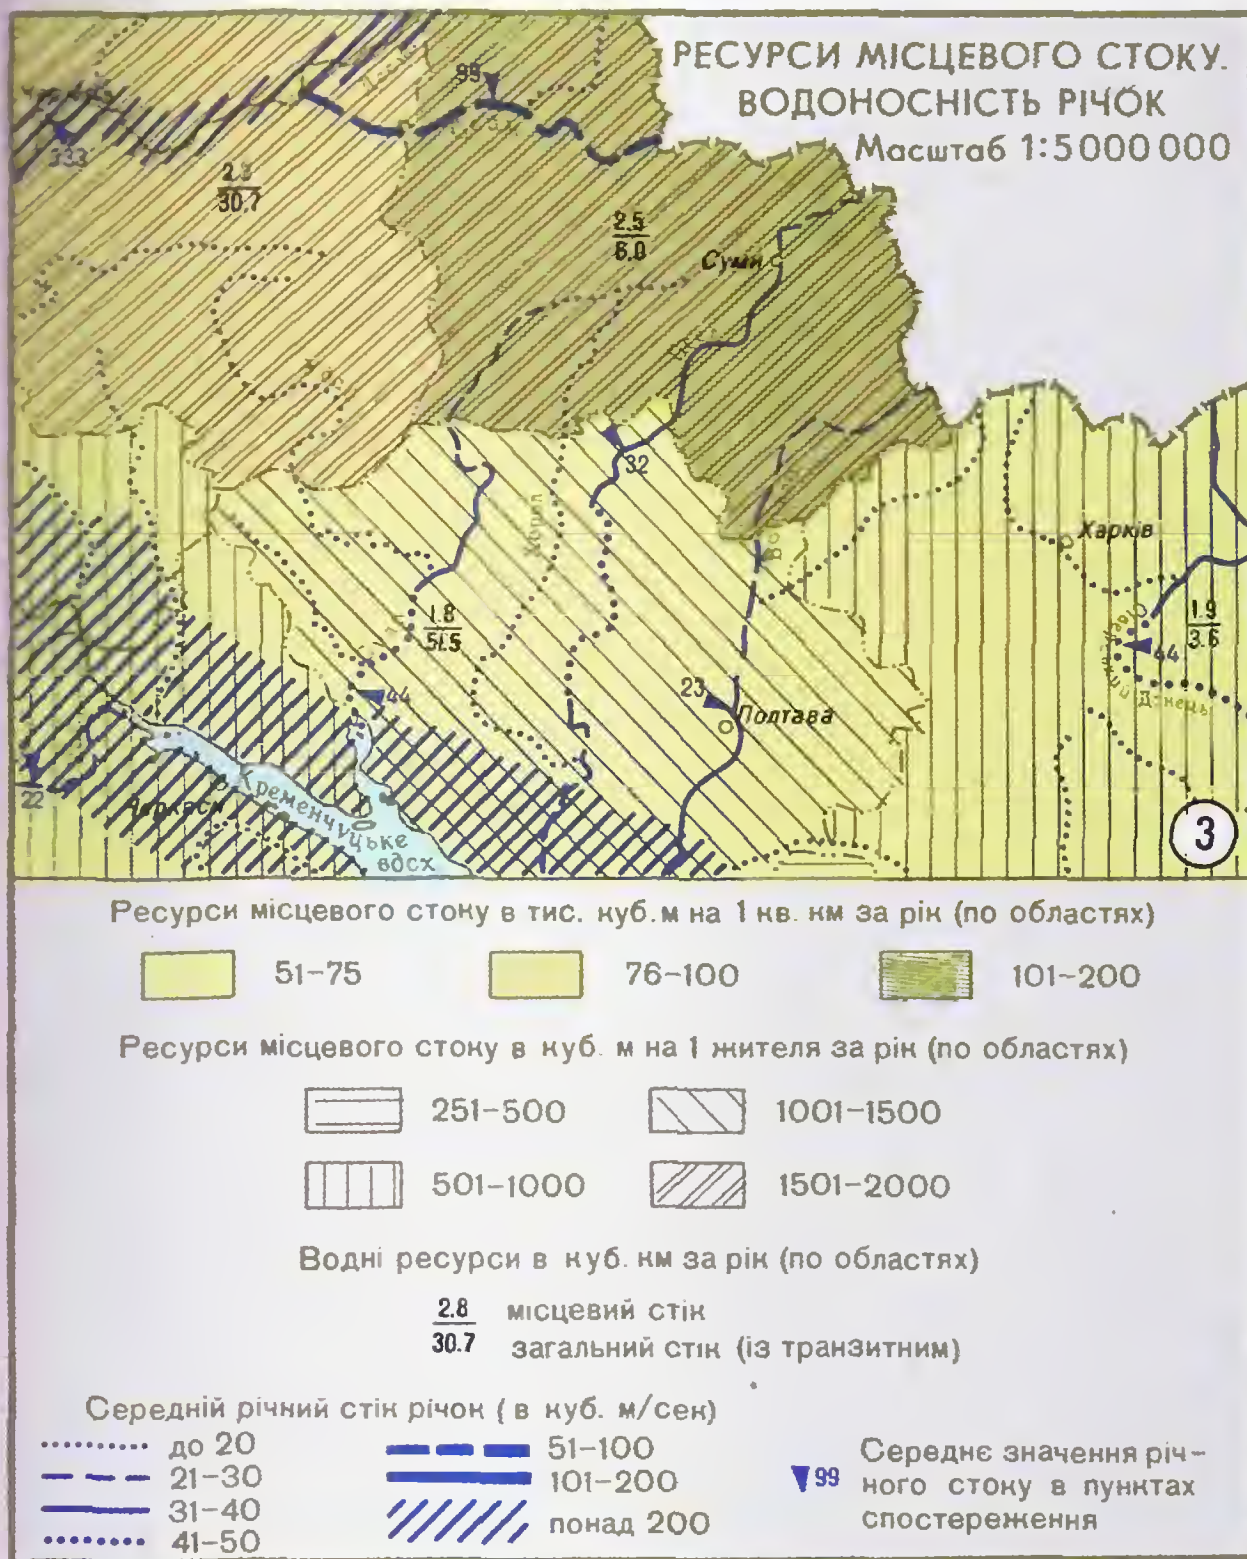 РЕСУРСИ МІСЦЕВОГО СТОКУ.
ВОДОНОСНІСТЬ РІЧОК
Масштаб 1:5 000 000
99
333
30.7
2.5
6.0
Суми
32
Хорол
Харків
1.8
51.5
1.9
3.6
44
44
Сіверський Донець
23
Полтава
22
Черкаси
Кременчуцьке
вдсх
3
Ресурси місцевого стоку в тис. куб.м на 1 кв. км за рік (по областях)
51-75 76-100 101-200
Ресурси місцевого стоку в куб. м на 1 жителя за рік (по областях)
251-500 1001-1500
501-1000 1501-2000
Водні ресурси в куб. км за рік (по областях)
2.8 місцевий стік
30.7 загальний стік (із транзитним)
Середній річний стік річок (в куб. м/сек)
до 20 51-100
21-30 101-200
31-40 понад 200
41-50
99 Середнє значення річ-
ного стоку в пунктах
спостереження